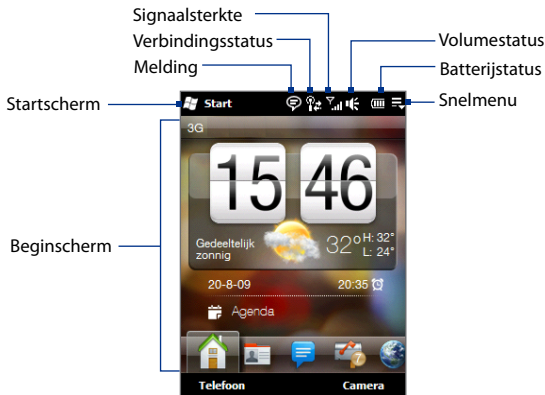 Signaalsterkte
Verbindingsstatus
Melding
Volumestatus
Batterijstatus
Snelmenu
Startscherm
Start
3G
15 46
Beginscherm
Gedeeltelijk
zonnig
32° H: 32°
L: 24°
20-8-09 20:35
Agenda
Telefoon Camera